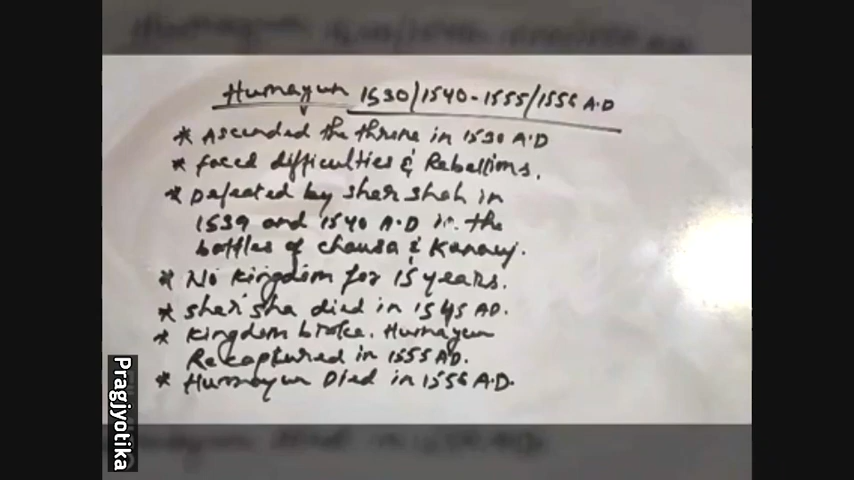 Humayun 1530/1540-1555/1556 A.D
* Ascended the throne in 1530 A.D
* faced difficulties & Rebellions.
* Defeated by sher shah in
1539 and 1540 A.D in the
battles of chausa & Kanauj.
* No kingdom for 15 years.
* sher sha died in 1545 AD.
* kingdom broke. Humayun
Recaptured in 1555 AD.
* Humayun Died in 1556 A.D.
Pragjyotika